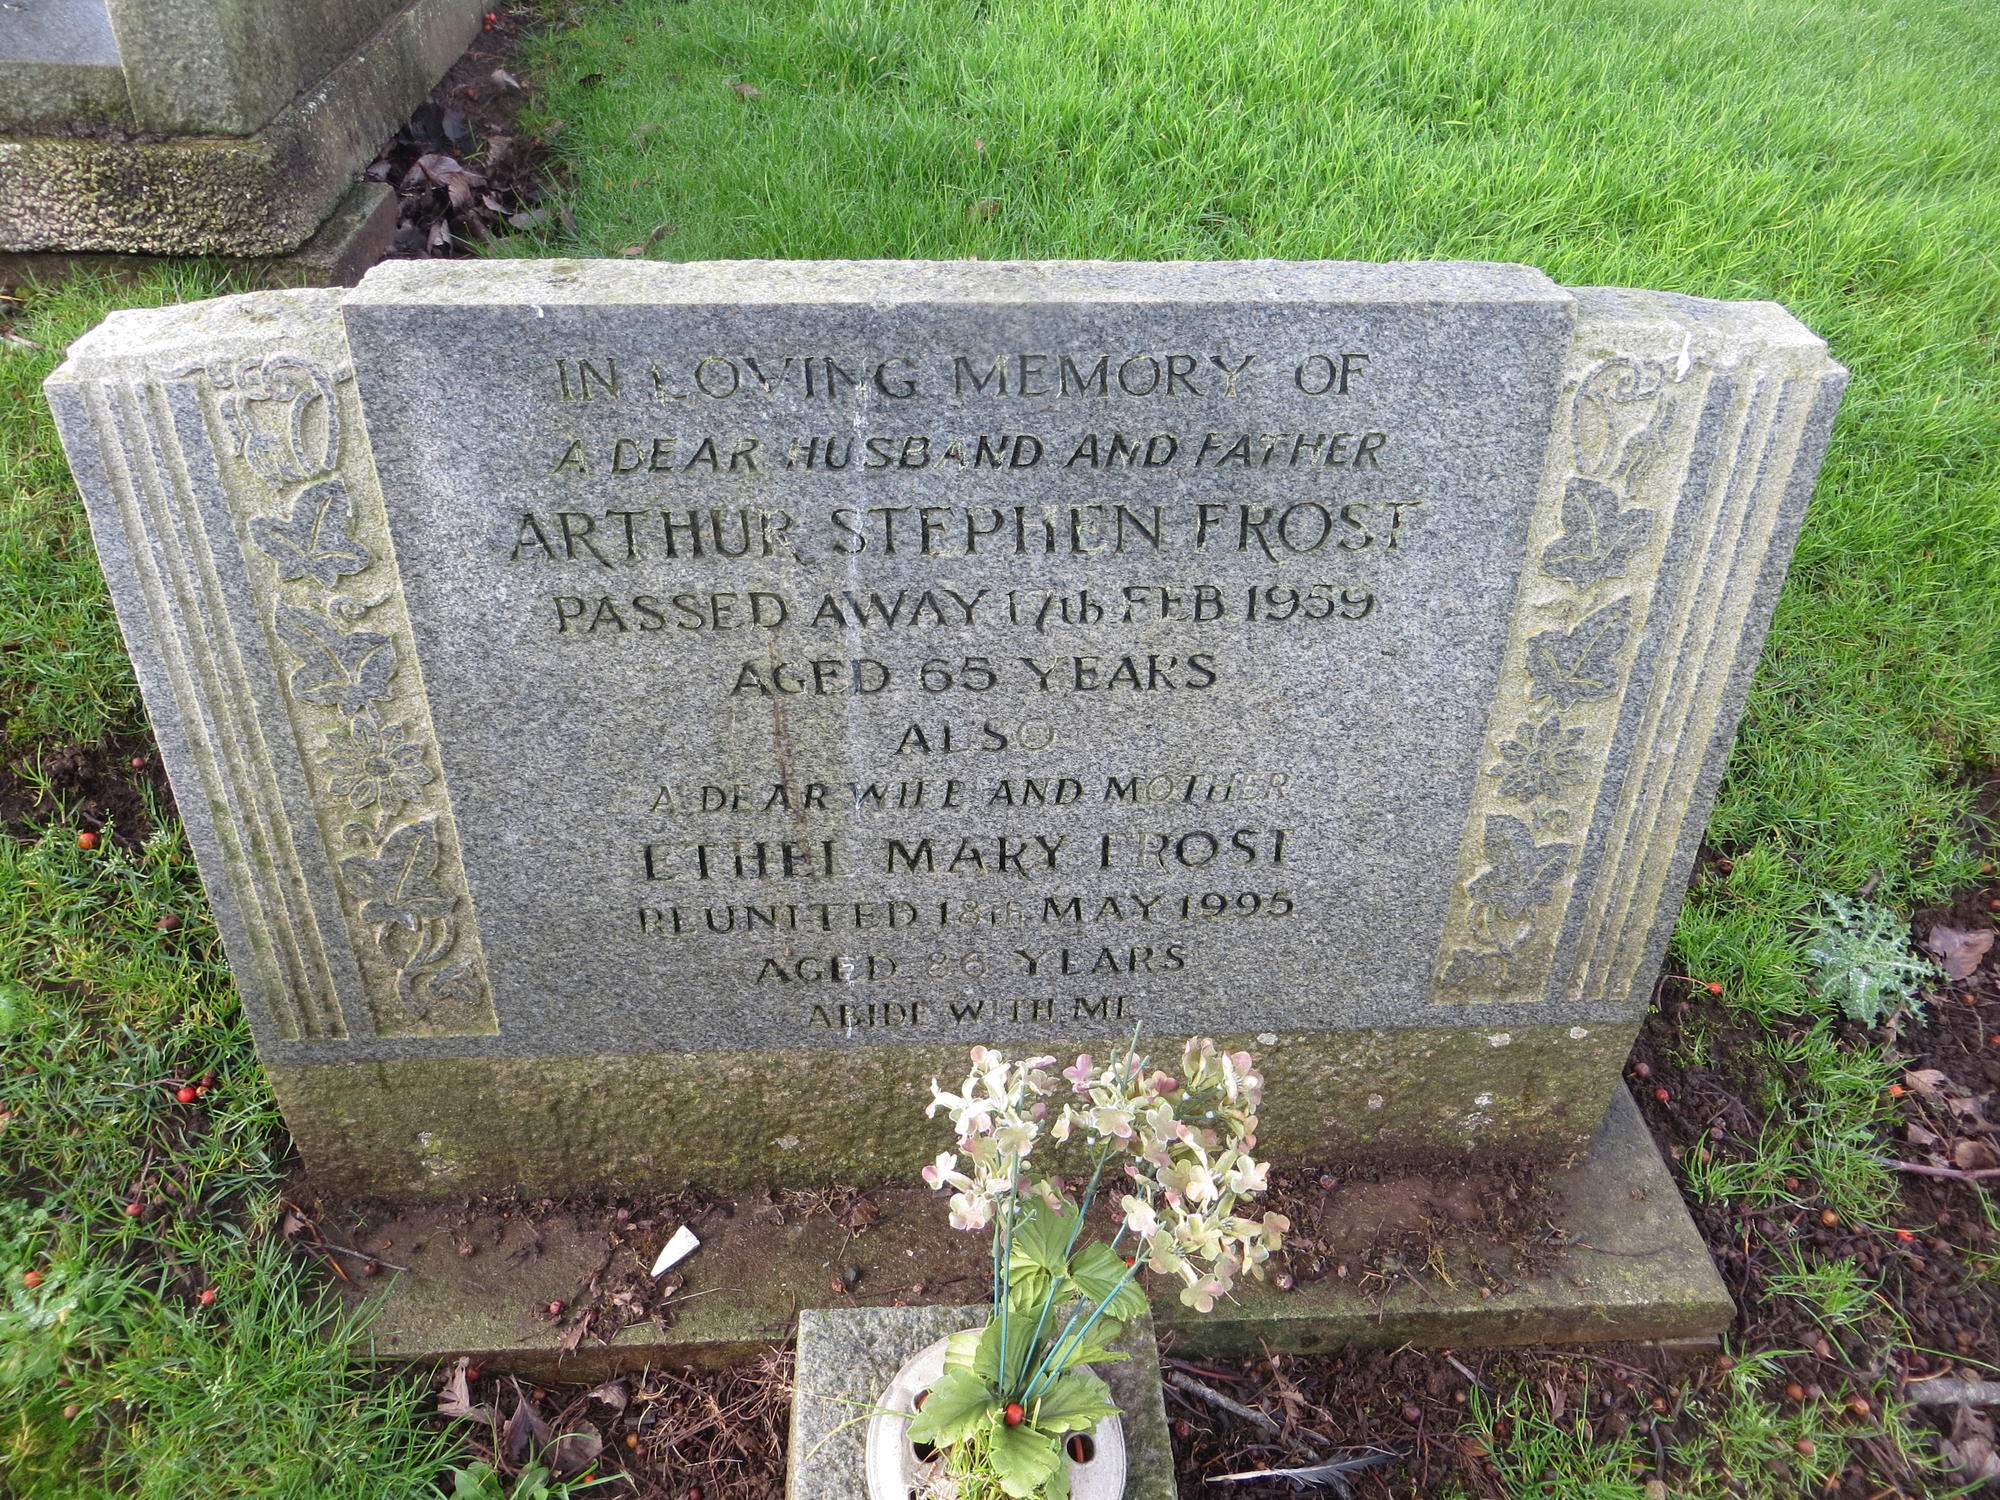 IN LOVING MEMORY OF
A DEAR HUSBAND AND FATHER
ARTHUR STEPHEN FROST
PASSED AWAY 17th FEB 1959
AGED 65 YEARS
ALSO
A DEAR WIFE AND MOTHER
ETHEL MARY FROST
REUNITED 18th MAY 1995
AGED 86 YEARS
ABIDE WITH ME